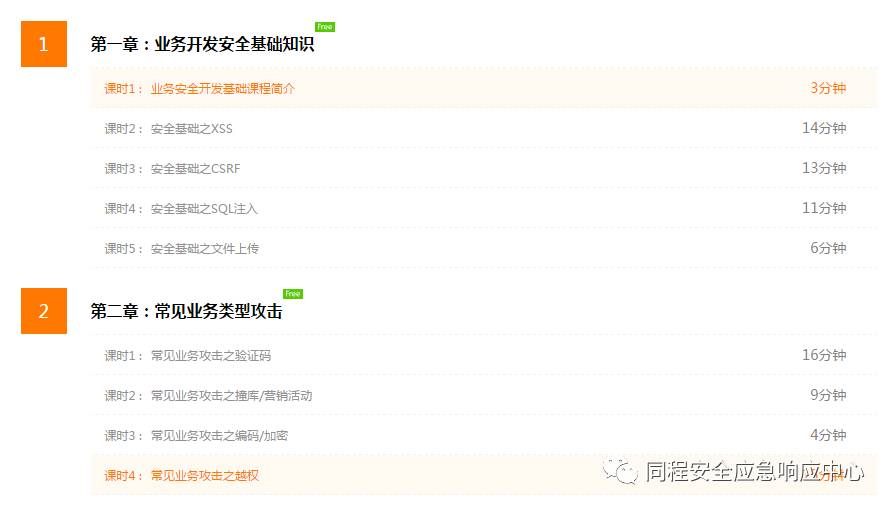 1
第一章：业务开发安全基础知识
Free
课时1： 业务安全开发基础课程简介 3分钟
课时2： 安全基础之XSS 14分钟
课时3： 安全基础之CSRF 13分钟
课时4： 安全基础之SQL注入 11分钟
课时5： 安全基础之文件上传 6分钟
2
第二章：常见业务类型攻击
Free
课时1： 常见业务攻击之验证码 16分钟
课时2： 常见业务攻击之撞库/营销活动 9分钟
课时3： 常见业务攻击之编码/加密 4分钟
课时4： 常见业务攻击之越权
同程安全应急响应中心